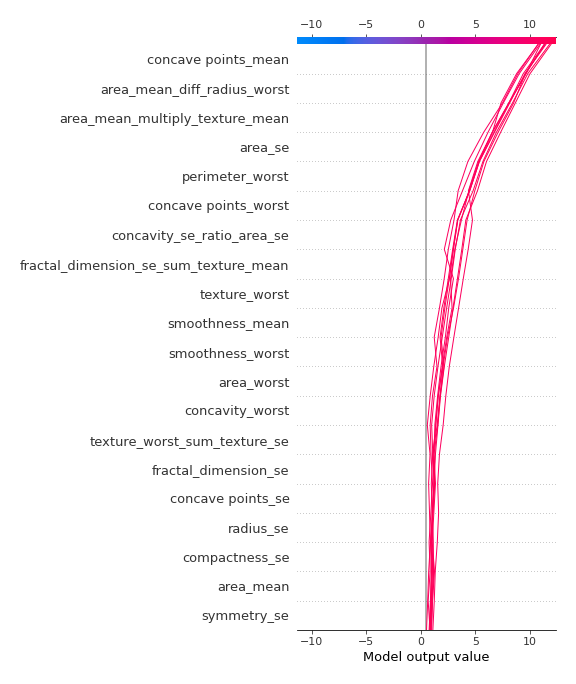 −10 −5 0 5 10
concave points_mean
area_mean_diff_radius_worst
area_mean_multiply_texture_mean
area_se
perimeter_worst
concave points_worst
concavity_se_ratio_area_se
fractal_dimension_se_sum_texture_mean
texture_worst
smoothness_mean
smoothness_worst
area_worst
concavity_worst
texture_worst_sum_texture_se
fractal_dimension_se
concave points_se
radius_se
compactness_se
area_mean
symmetry_se
−10 −5 0 5 10
Model output value